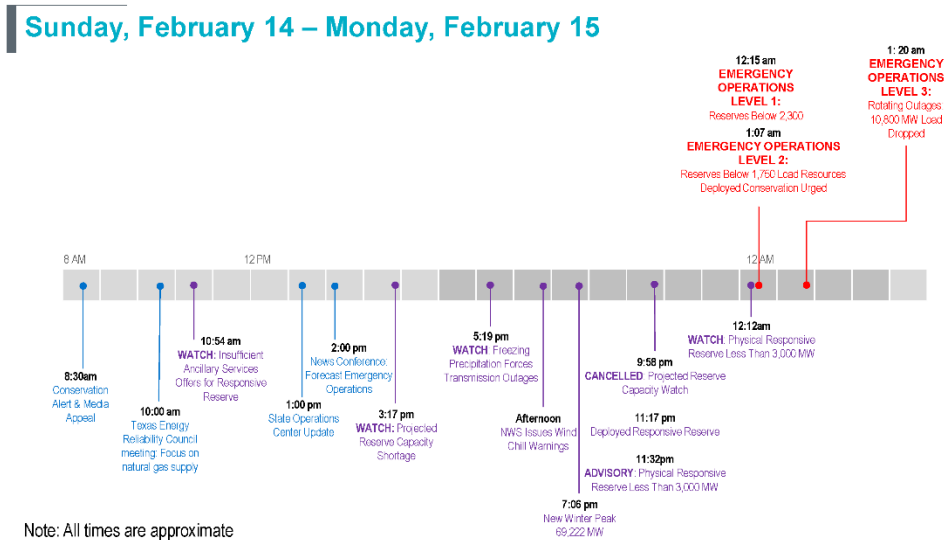 Sunday, February 14 – Monday, February 15
12:15 am
EMERGENCY
OPERATIONS
LEVEL 1:
Reserves Below 2,300
1:07 am
EMERGENCY OPERATIONS
LEVEL 2:
Reserves Below 1,750 Load Resources
Deployed Conservation Urged
1: 20 am
EMERGENCY
OPERATIONS
LEVEL 3:
Rotating Outages
10,800 MW Load
Dropped
8 AM
12 PM
12 AM
8:30am
Conservation
Alert & Media
Appeal
10:00 am
Texas Energy
Reliability Council
meeting: Focus on
natural gas supply
10:54 am
WATCH: Insufficient
Ancillary Services
Offers for Responsive
Reserve
1:00 pm
State Operations
Center Update
2:00 pm
News Conference:
Forecast Emergency
Operations
3:17 pm
WATCH: Projected
Reserve Capacity
Shortage
5:19 pm
WATCH: Freezing
Precipitation Forces
Transmission Outages
Afternoon
NWS Issues Wind
Chill Warnings
7:06 pm
New Winter Peak
69,222 MW
9:58 pm
CANCELLED: Projected Reserve
Capacity Watch
11:17 pm
Deployed Responsive Reserve
11:32pm
ADVISORY: Physical Responsive
Reserve Less Than 3,000 MW
12:12am
WATCH: Physical Responsive
Reserve Less Than 3,000 MW
Note: All times are approximate